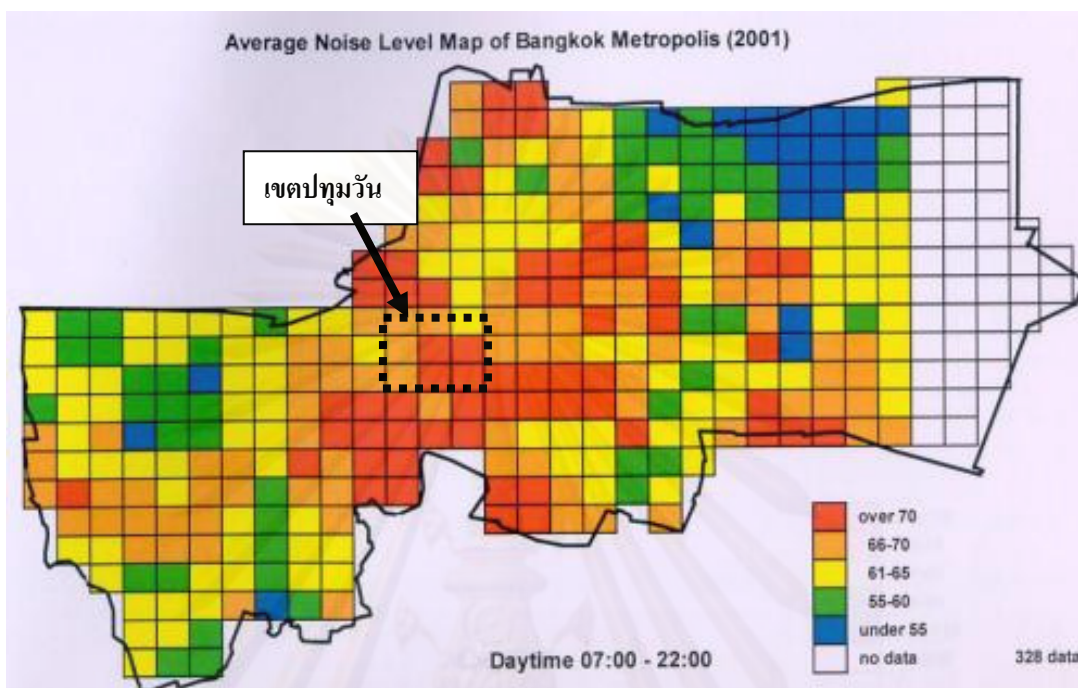 Average Noise Level Map of Bangkok Metropolis (2001)
เขตปทุมวัน
over 70
66-70
61-65
55-60
under 55
no data
Daytime 07:00 - 22:00
328 data